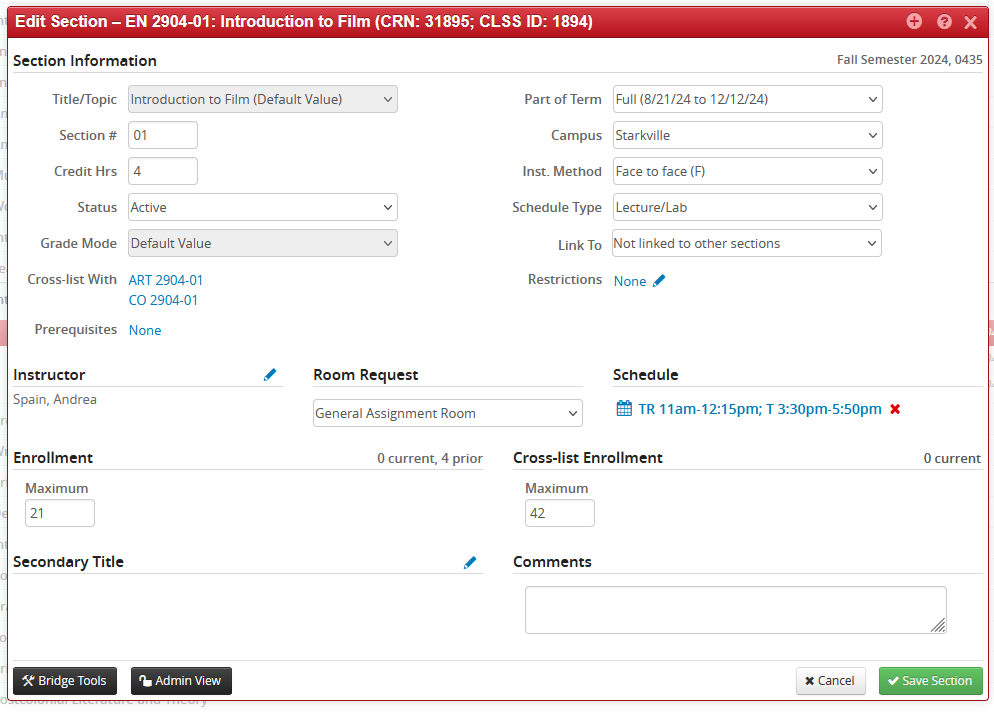 Edit Section – EN 2904-01: Introduction to Film (CRN: 31895; CLSS ID: 1894)
Section Information
Fall Semester 2024, 0435
Title/Topic Introduction to Film (Default Value)
Part of Term Full (8/21/24 to 12/12/24)
Section # 01
Campus Starkville
Credit Hrs 4
Inst. Method Face to face (F)
Status Active
Schedule Type Lecture/Lab
Grade Mode Default Value
Link To Not linked to other sections
Cross-list With ART 2904-01
CO 2904-01
Restrictions None
Prerequisites None
Instructor
Spain, Andrea
Room Request
General Assignment Room
Schedule
TR 11am-12:15pm; T 3:30pm-5:50pm
Enrollment 0 current, 4 prior
Maximum
21
Cross-list Enrollment 0 current
Maximum
42
Secondary Title
Comments
Bridge Tools Admin View Cancel Save Section